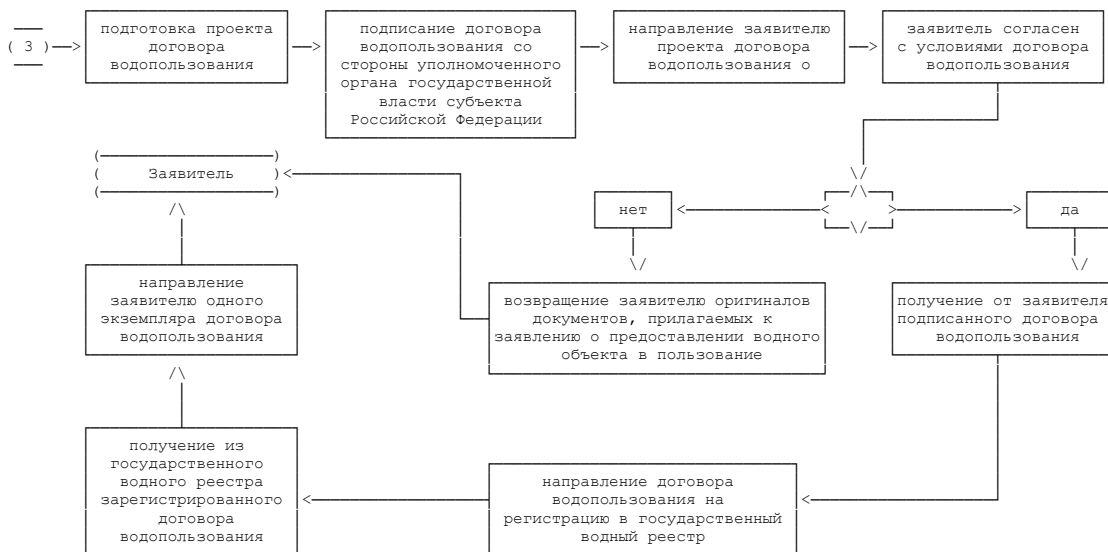 ( 3 )
подготовка проекта
договора
водопользования
подписание договора
водопользования со
стороны уполномоченного
органа государственной
власти субъекта
Российской Федерации
направление заявителю
проекта договора
водопользования о
заявитель согласен
с условиями договора
водопользования
Заявитель
нет
да
направление
заявителю одного
экземпляра договора
водопользования
возвращение заявителю оригиналов
документов, прилагаемых к
заявлению о предоставлении водного
объекта в пользование
получение от заявителя
подписанного договора
водопользования
получение из
государственного
водного реестра
зарегистрированного
договора
водопользования
направление договора
водопользования на
регистрацию в государственный
водный реестр